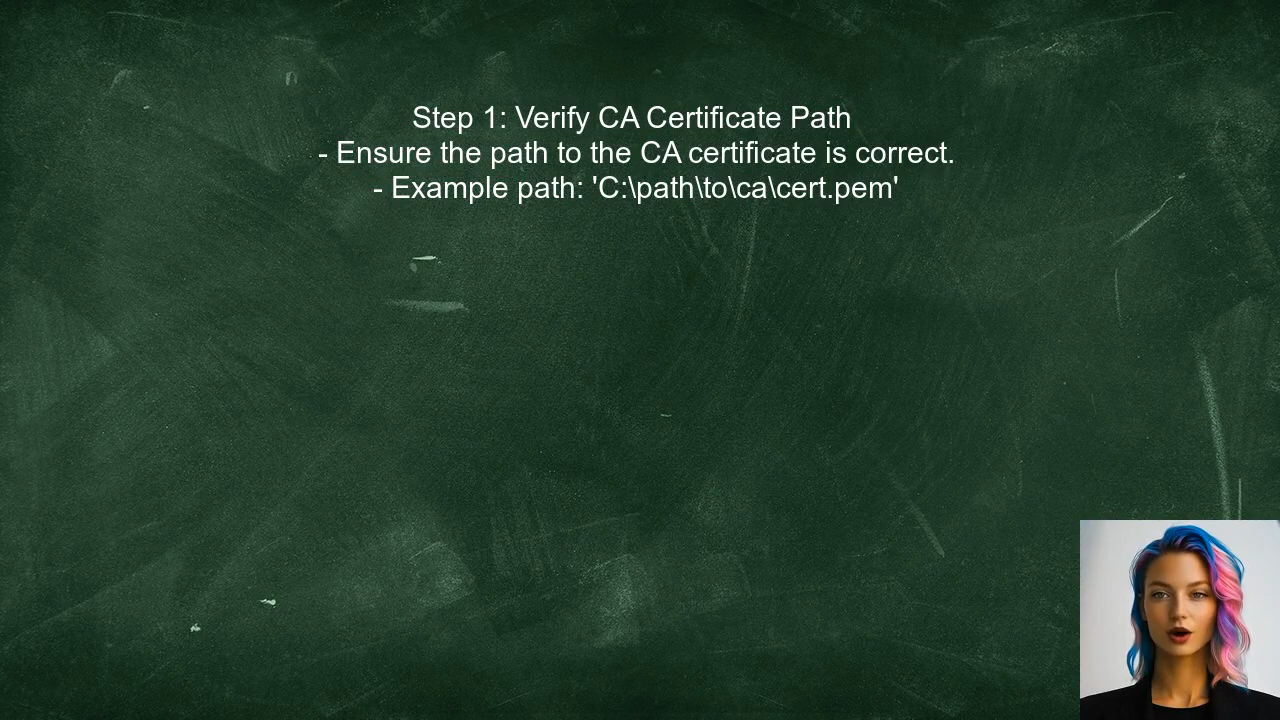 Step 1: Verify CA Certificate Path
- Ensure the path to the CA certificate is correct.
- Example path: 'C:\path\to\ca\cert.pem'